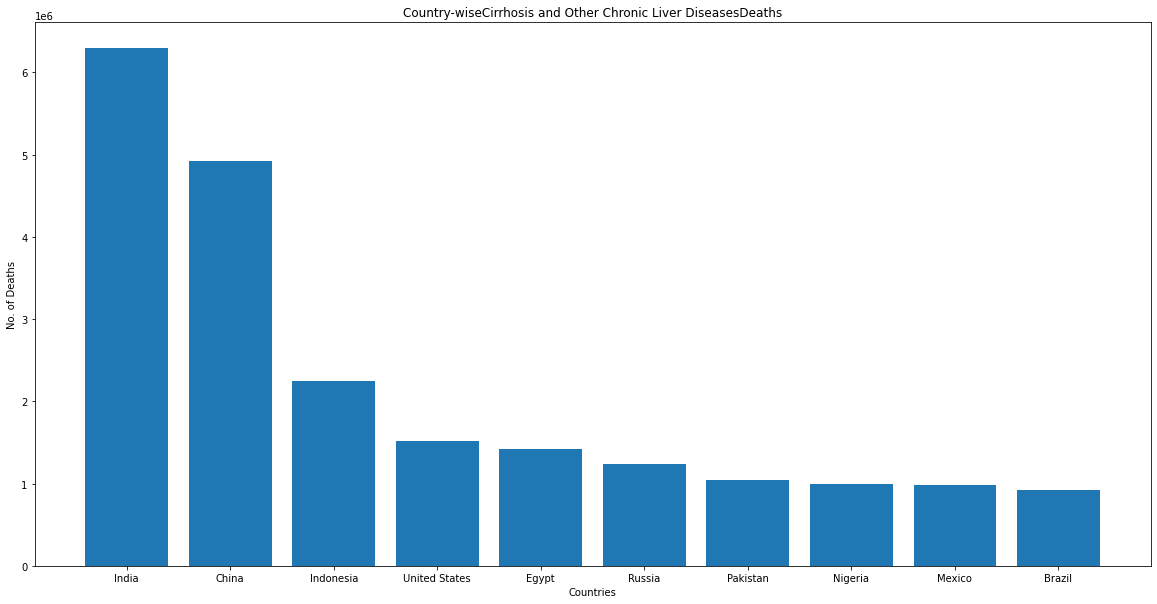 Country-wiseCirrhosis and Other Chronic Liver DiseasesDeaths
1e6
6
5
4
3
2
1
0
No. of Deaths
India China Indonesia United States Egypt Russia Pakistan Nigeria Mexico Brazil
Countries